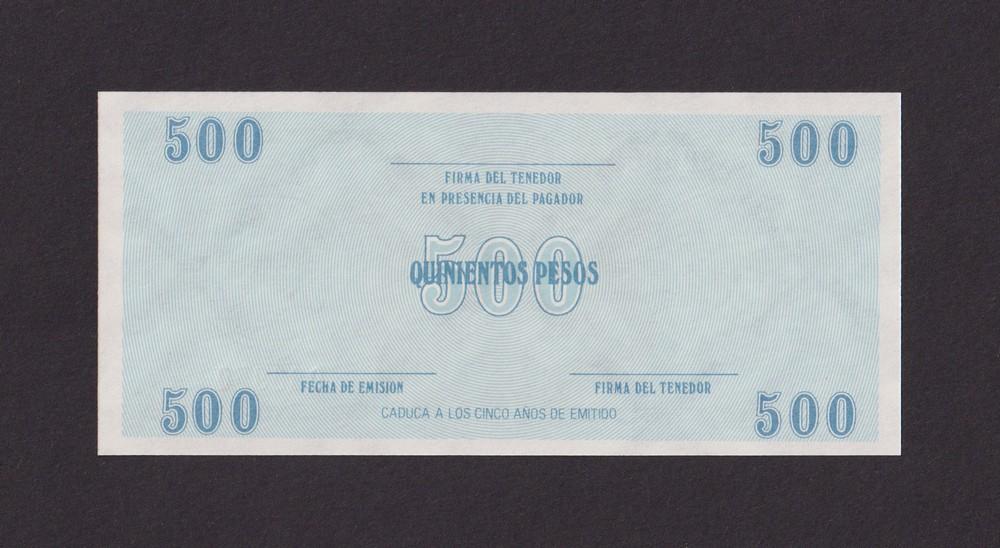 500 500
FIRMA DEL TENEDOR
EN PRESENCIA DEL PAGADOR
500
QUINIENTOS PESOS
FECHA DE EMISION FIRMA DEL TENEDOR
500 500
CADUCA A LOS CINCO AÑOS DE EMITIDO